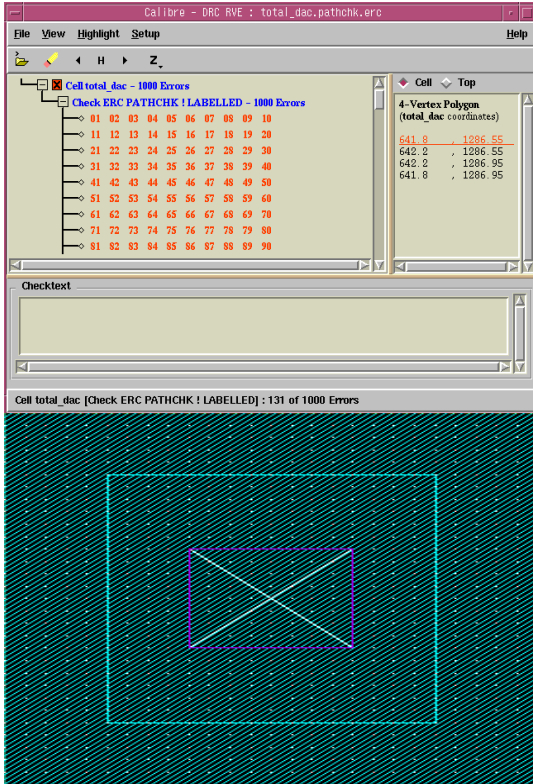 Calibre - DRC RVE : total_dac.pathchk.erc
File View Highlight Setup Help
H Z
Cell total_dac - 1000 Errors
Check ERC PATHCHK ! LABELLED - 1000 Errors
01 02 03 04 05 06 07 08 09 10
11 12 13 14 15 16 17 18 19 20
21 22 23 24 25 26 27 28 29 30
31 32 33 34 35 36 37 38 39 40
41 42 43 44 45 46 47 48 49 50
51 52 53 54 55 56 57 58 59 60
61 62 63 64 65 66 67 68 69 70
71 72 73 74 75 76 77 78 79 80
81 82 83 84 85 86 87 88 89 90
Cell Top
4-Vertex Polygon
(total_dac coordinates)
641.8 , 1286.55
642.2 , 1286.55
642.2 , 1286.95
641.8 , 1286.95
Checktext
Cell total_dac [Check ERC PATHCHK ! LABELLED] : 131 of 1000 Errors